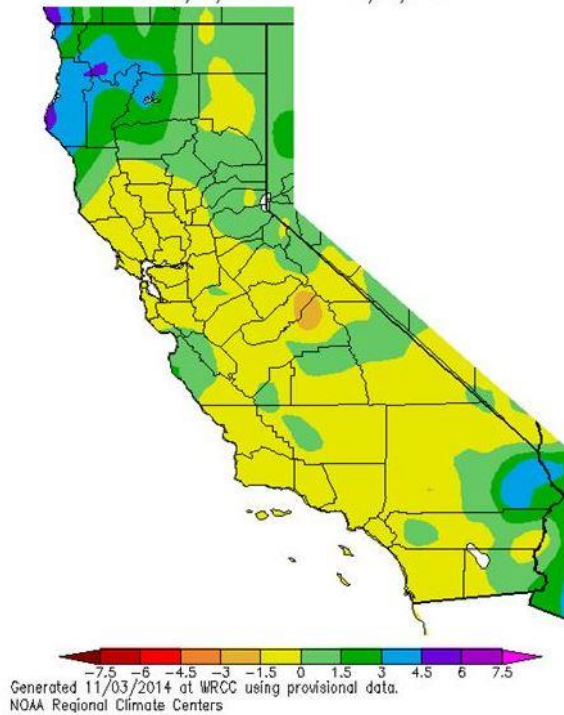 -7.5 -6 -4.5 -3 -1.5 0 1.5 3 4.5 6 7.5
Generated 11/03/2014 at WRCC using provisional data.
NOAA Regional Climate Centers